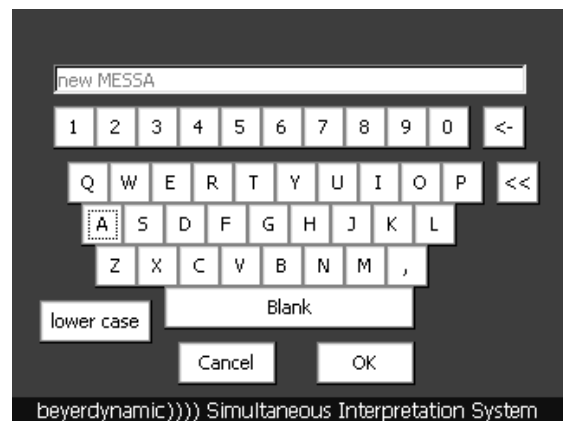 new MESSA
1 2 3 4 5 6 7 8 9 0 <-
Q W E R T Y U I O P <<
A S D F G H J K L
Z X C V B N M ,
Blank
lower case
Cancel OK
beyerdynamic)))) Simultaneous Interpretation System